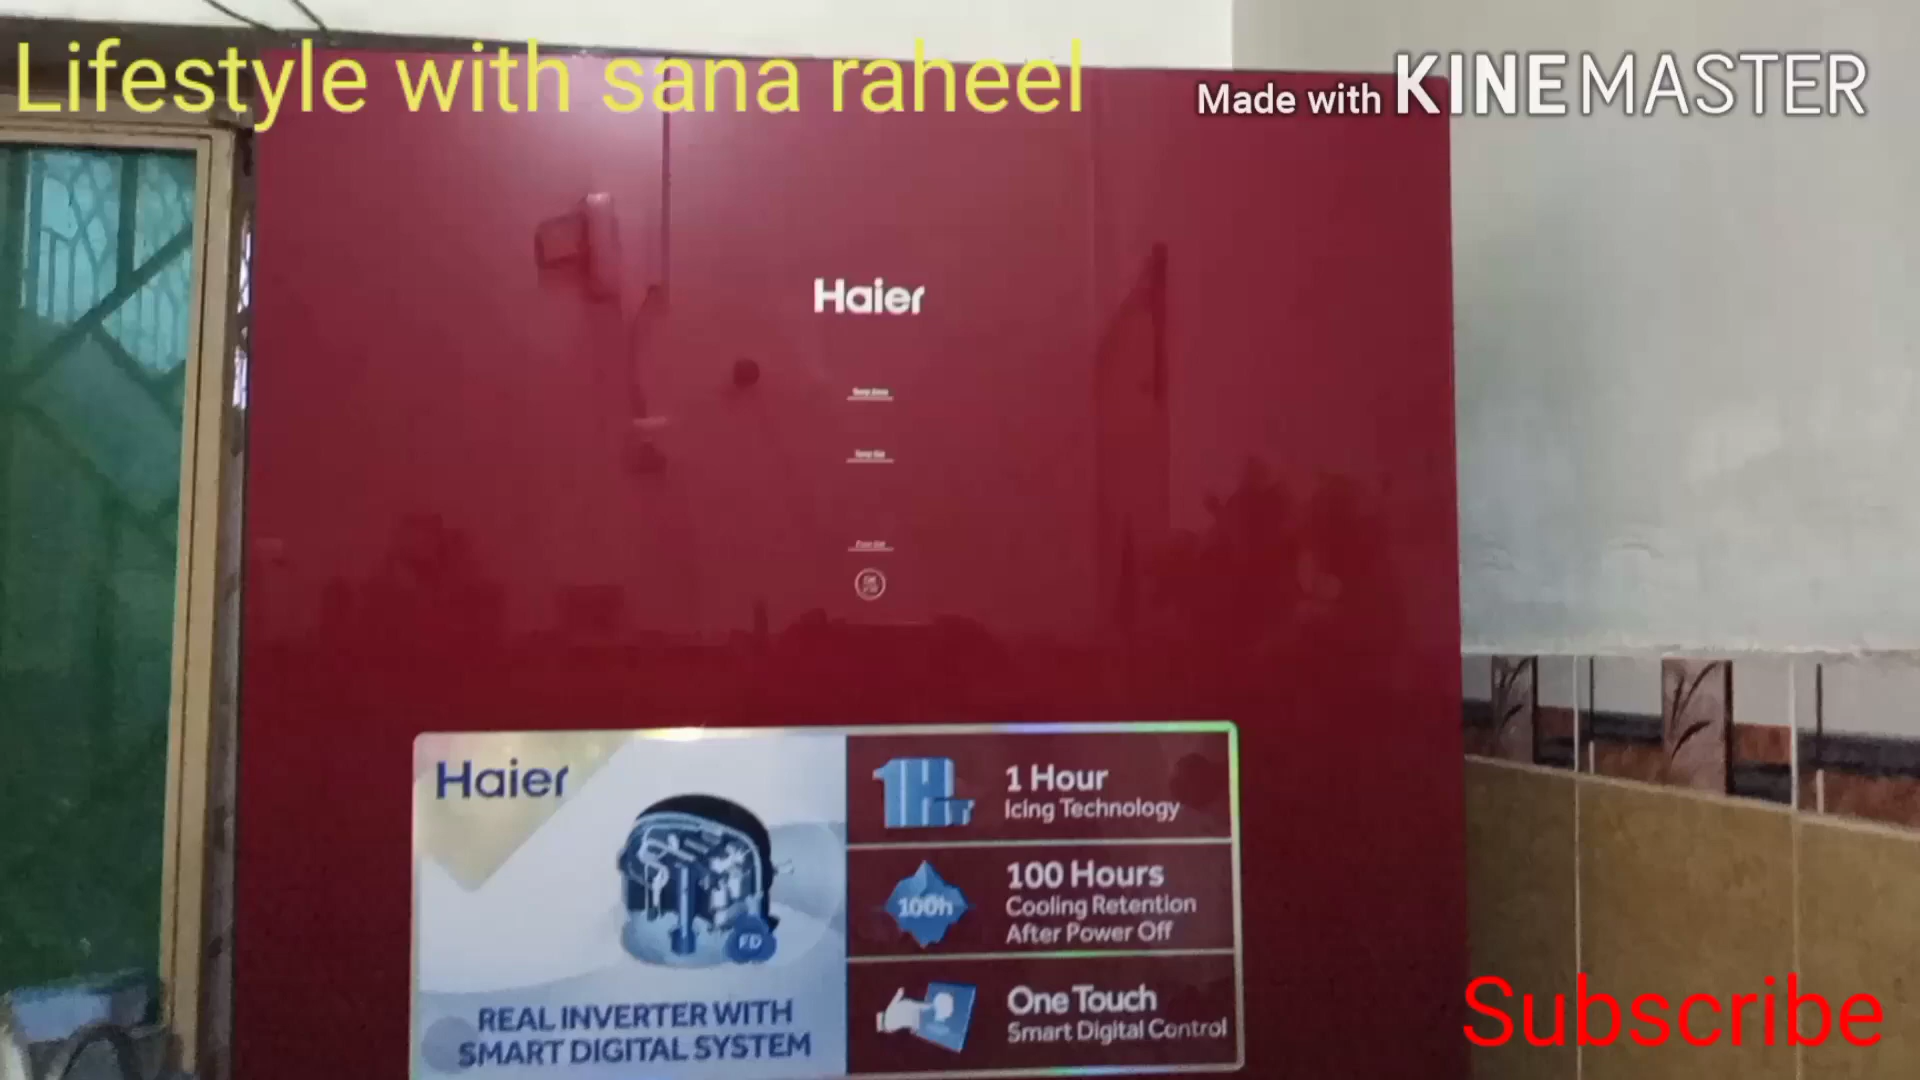 Lifestyle with sana raheel
Made with KINEMASTER
Haier
Haier
REAL INVERTER WITH
SMART DIGITAL SYSTEM
FD
1 Hour
Icing Technology
100h
100 Hours
Cooling Retention
After Power Off
One Touch
Smart Digital Control
Subscribe